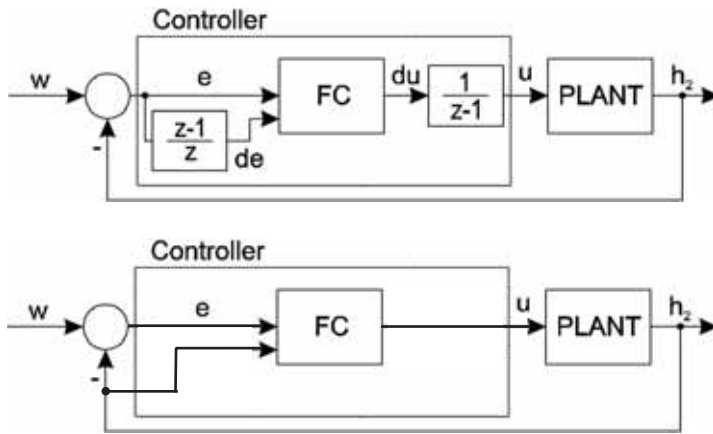 Controller
w
e
FC
du
1
z-1
u
PLANT
h2
z-1
z
de
-
Controller
w
e
FC
u
PLANT
h2
-